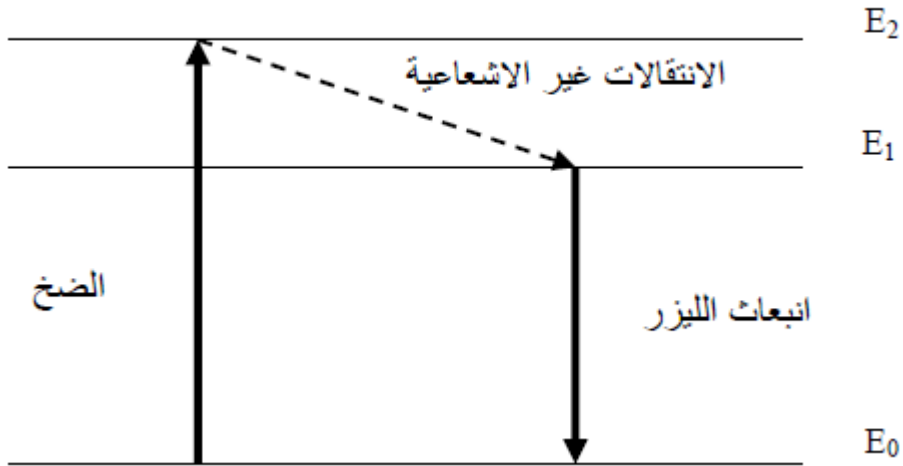 E₂
الانتقالات غير الاشعاعية
E₁
الضخ
انبعاث الليزر
E₀